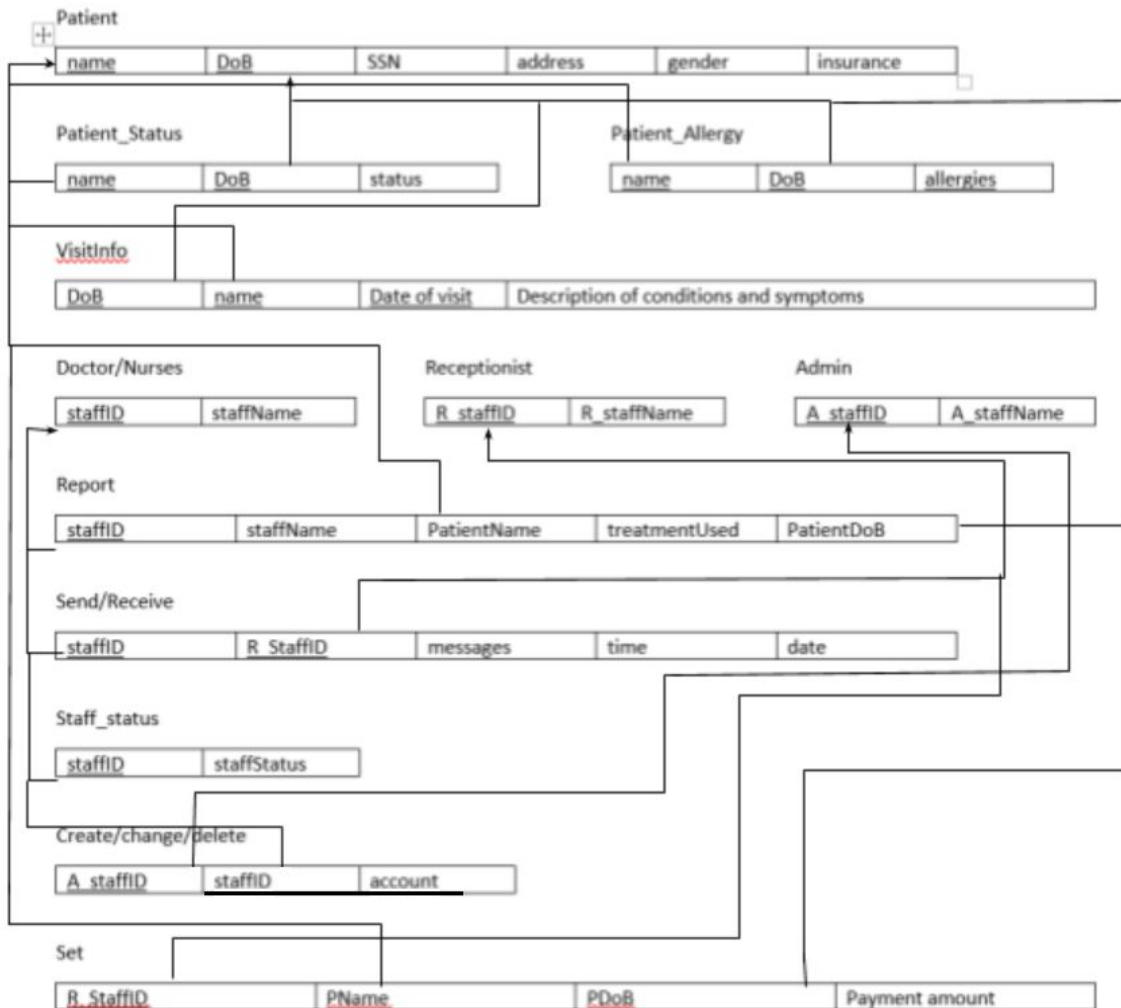 Patient
name DoB SSN address gender insurance
Patient_Status Patient_Allergy
name DoB status name DoB allergies
VisitInfo
DoB name Date of visit Description of conditions and symptoms
Doctor/Nurses Receptionist Admin
staffID staffName R_staffID R_staffName A_staffID A_staffName
Report
staffID staffName PatientName treatmentUsed PatientDoB
Send/Receive
staffID R_StaffID messages time date
Staff_status
staffID staffStatus
Create/change/delete
A_staffID staffID account
Set
R_StaffID PName PDoB Payment amount